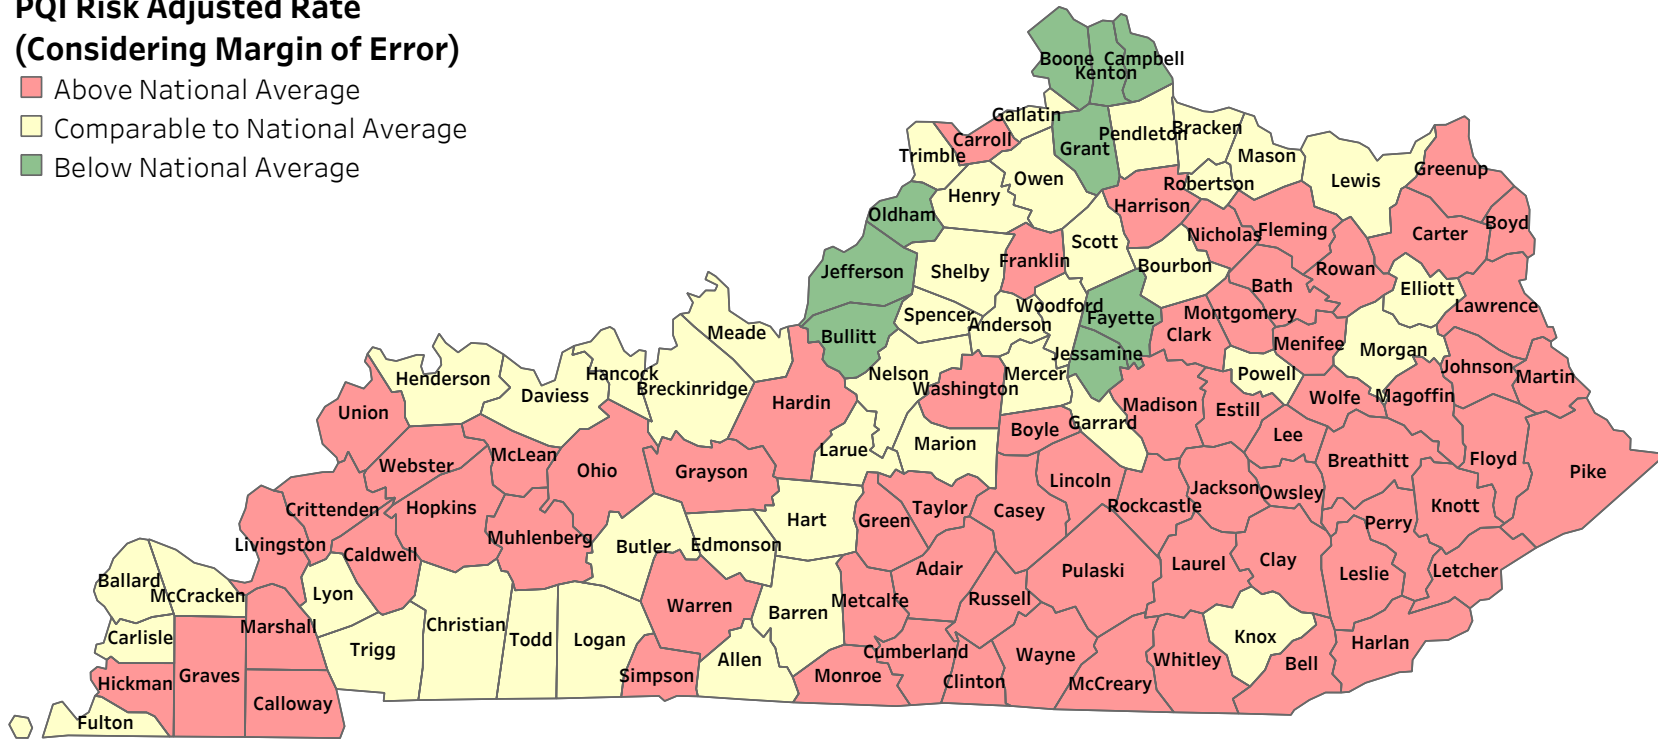 PQI Risk Adjusted Rate
(Considering Margin of Error)
Above National Average
Comparable to National Average
Below National Average
Boone
Campbell
Kenton
Gallatin
Carroll
Trimble
Grant
Pendleton
Bracken
Mason
Lewis
Greenup
Owen
Henry
Robertson
Harrison
Oldham
Nicholas
Fleming
Carter
Boyd
Scott
Franklin
Jefferson
Shelby
Bourbon
Rowan
Bath
Elliott
Lawrence
Woodford
Spencer
Anderson
Fayette
Montgomery
Clark
Meade
Bullitt
Menifee
Morgan
Jessamine
Johnson
Martin
Henderson
Hancock
Breckinridge
Daviess
Nelson
Washington
Mercer
Powell
Wolfe
Magoffin
Union
Hardin
Madison
Estill
Boyle
Garrard
Lee
Larue
Marion
McLean
Webster
Ohio
Grayson
Breathitt
Floyd
Pike
Lincoln
Jackson
Owsley
Crittenden
Hopkins
Taylor
Casey
Rockcastle
Knott
Hart
Green
Perry
Livingston
Caldwell
Muhlenberg
Butler
Edmonson
Adair
Pulaski
Laurel
Clay
Leslie
Letcher
Ballard
McCracken
Lyon
Warren
Barren
Metcalfe
Russell
Marshall
Christian
Carlisle
Trigg
Todd
Logan
Knox
Harlan
Allen
Cumberland
Wayne
Whitley
Bell
Hickman
Graves
Simpson
Monroe
Clinton
McCreary
Calloway
Fulton